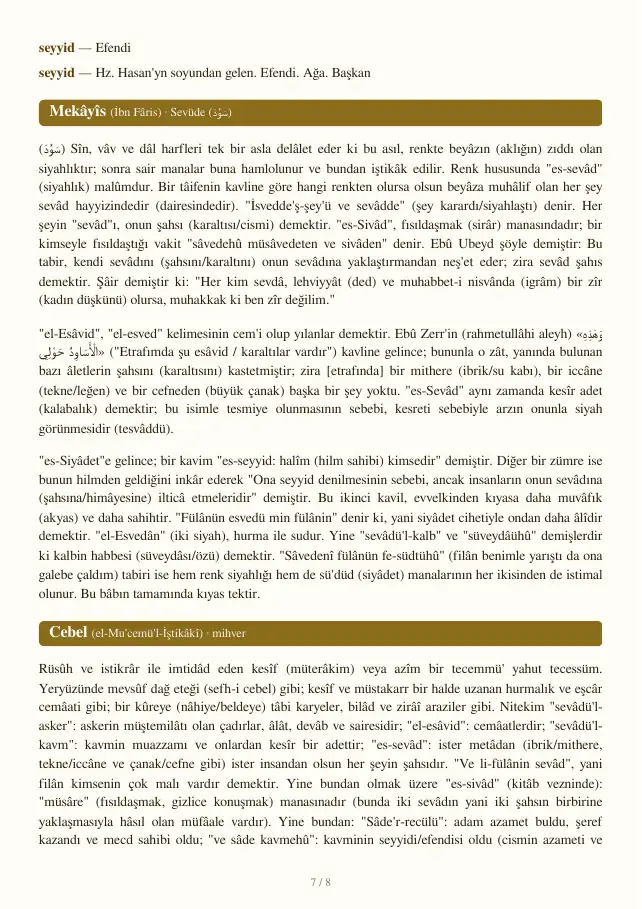 seyyid — Efendi
seyyid — Hz. Hasan'yn soyundan gelen. Efendi. Ağa. Başkan
Mekâyîs (İbn Fâris) · Sevüde (سَوُدَ)
(سَوُدَ) Sîn, vâv ve dâl harfleri tek bir asla delâlet eder ki bu asıl, renkte beyâzın (aklığın) zıddı olan
siyahlıktır; sonra sair manalar buna hamlolunur ve bundan iştikâk edilir. Renk hususunda "es-sevâd"
(siyahlık) malûmdur. Bir tâifenin kavline göre hangi renkten olursa olsun beyâza muhâlif olan her şey
sevâd hayyizindedir (dairesindedir). "İsvedde'ş-şey'ü ve sevâdde" (şey karardı/siyahlaştı) denir. Her
şeyin "sevâd"ı, onun şahsı (karaltısı/cismi) demektir. "es-Sivâd", fısıldaşmak (sirâr) manasındadır; bir
kimseyle fısıldaştığı vakit "sâvedehû müsâvedeten ve sivâden" denir. Ebû Ubeyd şöyle demiştir: Bu
tabir, kendi sevâdını (şahsını/karaltını) onun sevâdına yaklaştırmandan neş'et eder; zira sevâd şahıs
demektir. Şâir demiştir ki: "Her kim sevdâ, lehviyyât (ded) ve muhabbet-i nisvânda (igrâm) bir zîr
(kadın düşkünü) olursa, muhakkak ki ben zîr değilim."
"el-Esâvid", "el-esved" kelimesinin cem'i olup yılanlar demektir. Ebû Zerr'in (rahmetullâhi aleyh) «وَهَذِهِ
الْأَسَاوِدُ حَوْلِي» ("Etrafımda şu esâvid / karaltılar vardır") kavline gelince; bununla o zât, yanında bulunan
bazı âletlerin şahsını (karaltısını) kastetmiştir; zira [etrafında] bir mithere (ibrik/su kabı), bir iccâne
(tekne/leğen) ve bir cefneden (büyük çanak) başka bir şey yoktu. "es-Sevâd" aynı zamanda kesîr adet
(kalabalık) demektir; bu isimle tesmiye olunmasının sebebi, kesreti sebebiyle arzın onunla siyah
görünmesidir (tesvâddü).
"es-Siyâdet"e gelince; bir kavim "es-seyyid: halîm (hilm sahibi) kimsedir" demiştir. Diğer bir zümre ise
bunun hilmden geldiğini inkâr ederek "Ona seyyid denilmesinin sebebi, ancak insanların onun sevâdına
(şahsına/himâyesine) ilticâ etmeleridir" demiştir. Bu ikinci kavil, evvelkinden kıyasa daha muvâfık
(akyas) ve daha sahihtir. "Fülânün esvedü min fülânin" denir ki, yani siyâdet cihetiyle ondan daha âlîdir
demektir. "el-Esvedân" (iki siyah), hurma ile sudur. Yine "sevâdü'l-kalb" ve "süveydâühû" demişlerdir
ki kalbin habbesi (süveydâsı/özü) demektir. "Sâvedenî fülânün fe-südtühû" (filân benimle yarıştı da ona
galebe çaldım) tabiri ise hem renk siyahlığı hem de sü'düd (siyâdet) manalarının her ikisinden de istimal
olunur. Bu bâbın tamamında kıyas tektir.
Cebel (el-Mu'cemü'l-İştikâkî) · mihver
Rüsûh ve istikrâr ile imtidâd eden kesîf (müterâkim) veya azîm bir tecemmü' yahut tecessüm.
Yeryüzünde mevsûf dağ eteği (sefh-i cebel) gibi; kesîf ve müstakarr bir halde uzanan hurmalık ve eşcâr
cemâati gibi; bir kûreye (nâhiye/beldeye) tâbi karyeler, bilâd ve zirâî araziler gibi. Nitekim "sevâdü'l-
asker": askerin müştemilâtı olan çadırlar, âlât, devâb ve sairesidir; "el-esâvid": cemâatlerdir; "sevâdü'l-
kavm": kavmin muazzamı ve onlardan kesîr bir adettir; "es-sevâd": ister metâdan (ibrik/mithere,
tekne/iccâne ve çanak/cefne gibi) ister insandan olsun her şeyin şahsıdır. "Ve li-fülânin sevâd", yani
filân kimsenin çok malı vardır demektir. Yine bundan olmak üzere "es-sivâd" (kitâb vezninde):
"müsâre" (fısıldaşmak, gizlice konuşmak) manasınadır (bunda iki sevâdın yani iki şahsın birbirine
yaklaşmasıyla hâsıl olan müfâale vardır). Yine bundan: "Sâde'r-recülü": adam azamet buldu, şeref
kazandı ve mecd sahibi oldu; "ve sâde kavmehû": kavminin seyyidi/efendisi oldu (cismin azameti ve
7 / 8